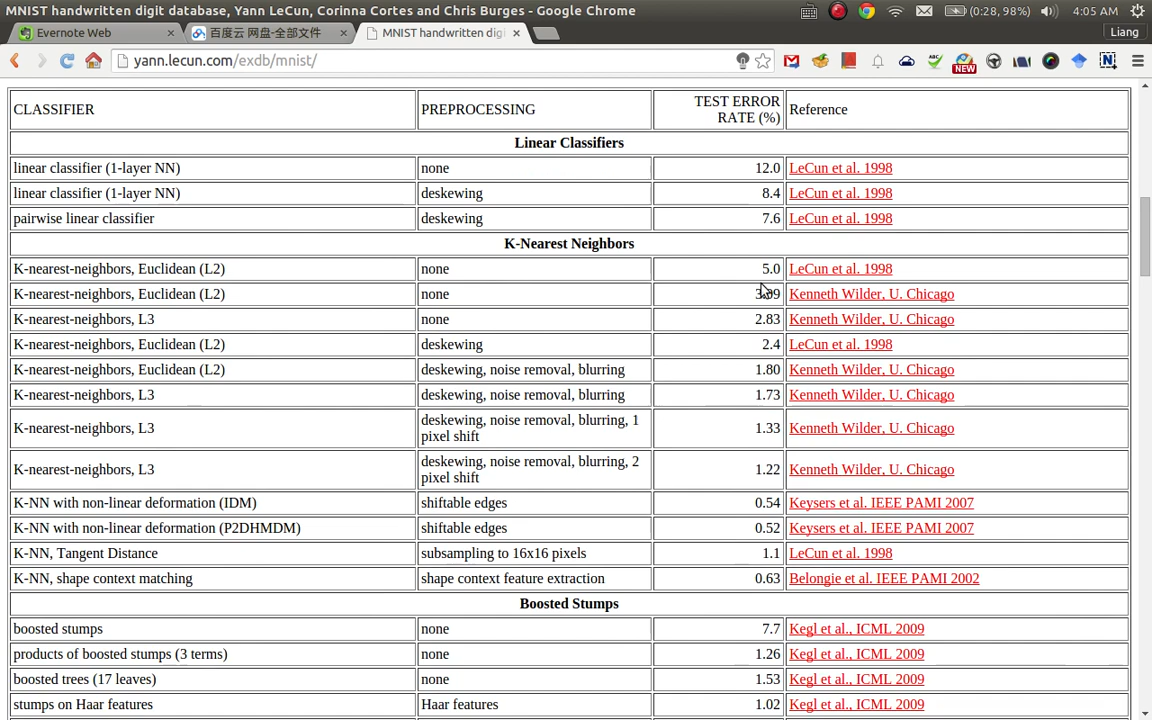 MNIST handwritten digit database, Yann LeCun, Corinna Cortes and Chris Burges - Google Chrome (0:28, 98%) 4:05 AM
Evernote Web × 百度云 网盘-全部文件 × MNIST handwritten digi × Liang
yann.lecun.com/exdb/mnist/ ABC NEW N
CLASSIFIER PREPROCESSING TEST ERROR RATE (%) Reference
Linear Classifiers
linear classifier (1-layer NN) none 12.0 LeCun et al. 1998
linear classifier (1-layer NN) deskewing 8.4 LeCun et al. 1998
pairwise linear classifier deskewing 7.6 LeCun et al. 1998
K-Nearest Neighbors
K-nearest-neighbors, Euclidean (L2) none 5.0 LeCun et al. 1998
K-nearest-neighbors, Euclidean (L2) none Kenneth Wilder, U. Chicago
K-nearest-neighbors, L3 none 2.83 Kenneth Wilder, U. Chicago
K-nearest-neighbors, Euclidean (L2) deskewing 2.4 LeCun et al. 1998
K-nearest-neighbors, Euclidean (L2) deskewing, noise removal, blurring 1.80 Kenneth Wilder, U. Chicago
K-nearest-neighbors, L3 deskewing, noise removal, blurring 1.73 Kenneth Wilder, U. Chicago
K-nearest-neighbors, L3 deskewing, noise removal, blurring, 1 pixel shift 1.33 Kenneth Wilder, U. Chicago
K-nearest-neighbors, L3 deskewing, noise removal, blurring, 2 pixel shift 1.22 Kenneth Wilder, U. Chicago
K-NN with non-linear deformation (IDM) shiftable edges 0.54 Keysers et al. IEEE PAMI 2007
K-NN with non-linear deformation (P2DHMDM) shiftable edges 0.52 Keysers et al. IEEE PAMI 2007
K-NN, Tangent Distance subsampling to 16x16 pixels 1.1 LeCun et al. 1998
K-NN, shape context matching shape context feature extraction 0.63 Belongie et al. IEEE PAMI 2002
Boosted Stumps
boosted stumps none 7.7 Kegl et al., ICML 2009
products of boosted stumps (3 terms) none 1.26 Kegl et al., ICML 2009
boosted trees (17 leaves) none 1.53 Kegl et al., ICML 2009
stumps on Haar features Haar features 1.02 Kegl et al., ICML 2009